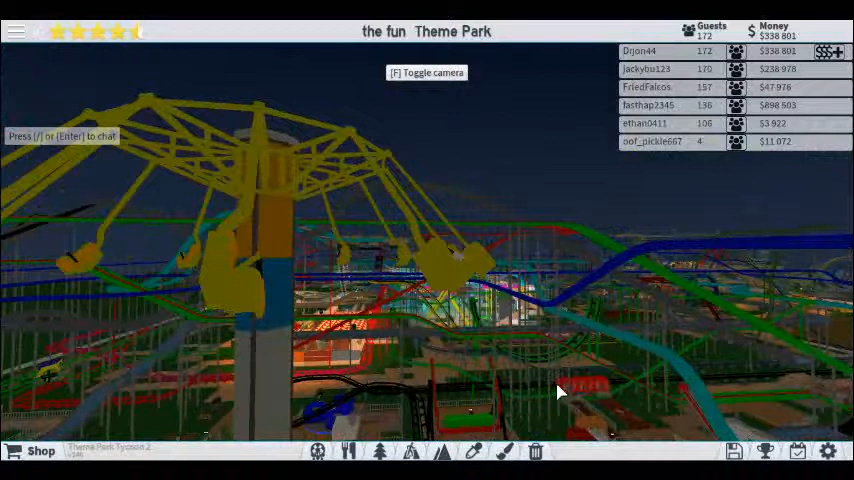 the fun Theme Park
Guests
172
Money
$338 801
[F] Toggle camera
Drjon44 172 $338 801 $$$+
jackybu123 170 $238 978
FriedFalcos 157 $47 976
fasthap2345 136 $898 503
ethan0411 106 $3 922
oof_pickle667 4 $11 072
Press [/] or [Enter] to chat
Shop
Theme Park Tycoon 2